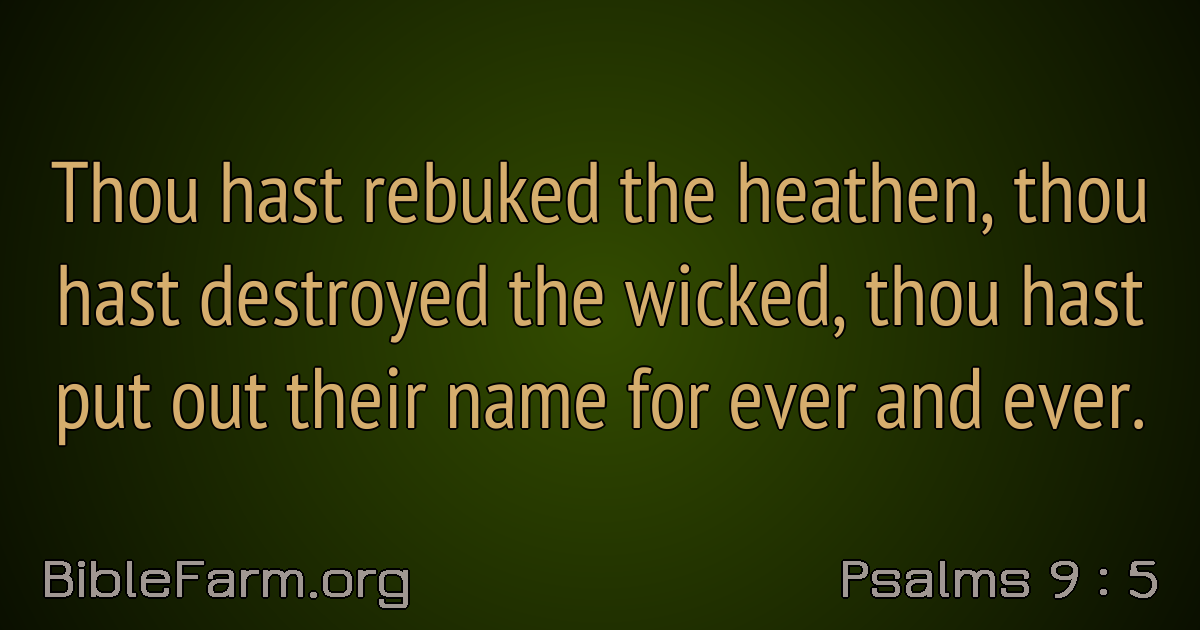 Thou hast rebuked the heathen, thou
hast destroyed the wicked, thou hast
put out their name for ever and ever.
BibleFarm.org
Psalms 9 : 5